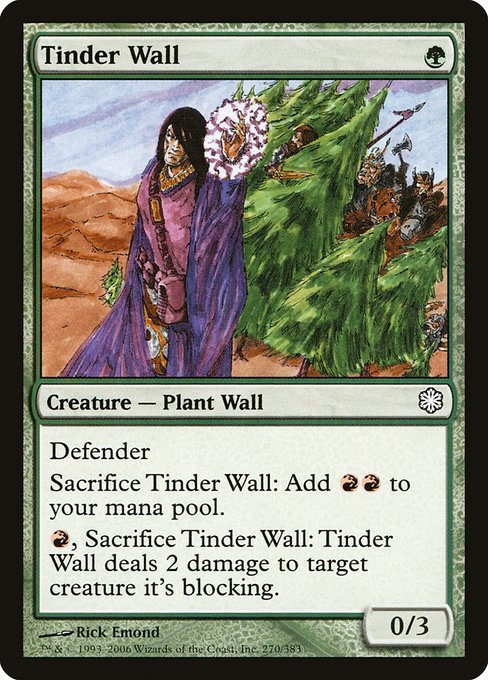 Tinder Wall
Creature — Plant Wall
Defender
Sacrifice Tinder Wall: Add to
your mana pool.
, Sacrifice Tinder Wall: Tinder
Wall deals 2 damage to target
creature it's blocking.
0/3
Rick Emond
™ & © 1993–2006 Wizards of the Coast, Inc. 270/383